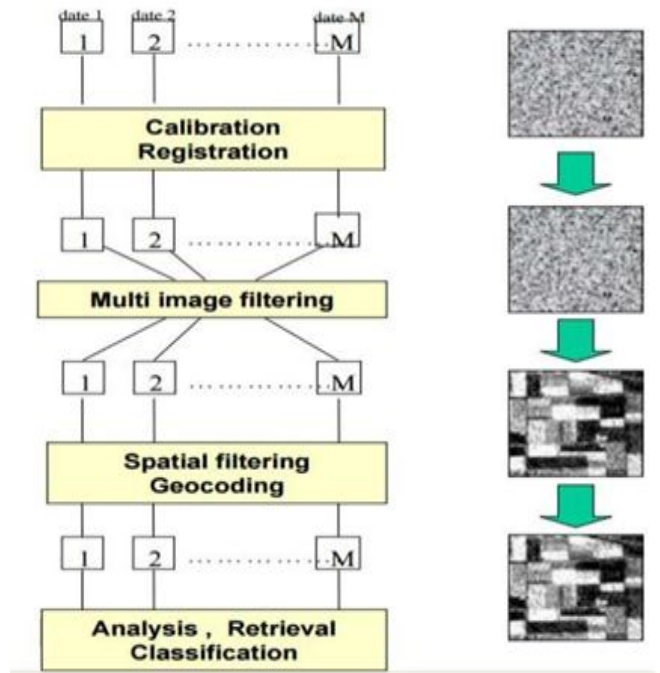 date 1 date 2 date M
1 2 ................ M
Calibration
Registration
1 2 ................ M
Multi image filtering
1 2 ................ M
Spatial filtering
Geocoding
1 2 ................ M
Analysis , Retrieval
Classification